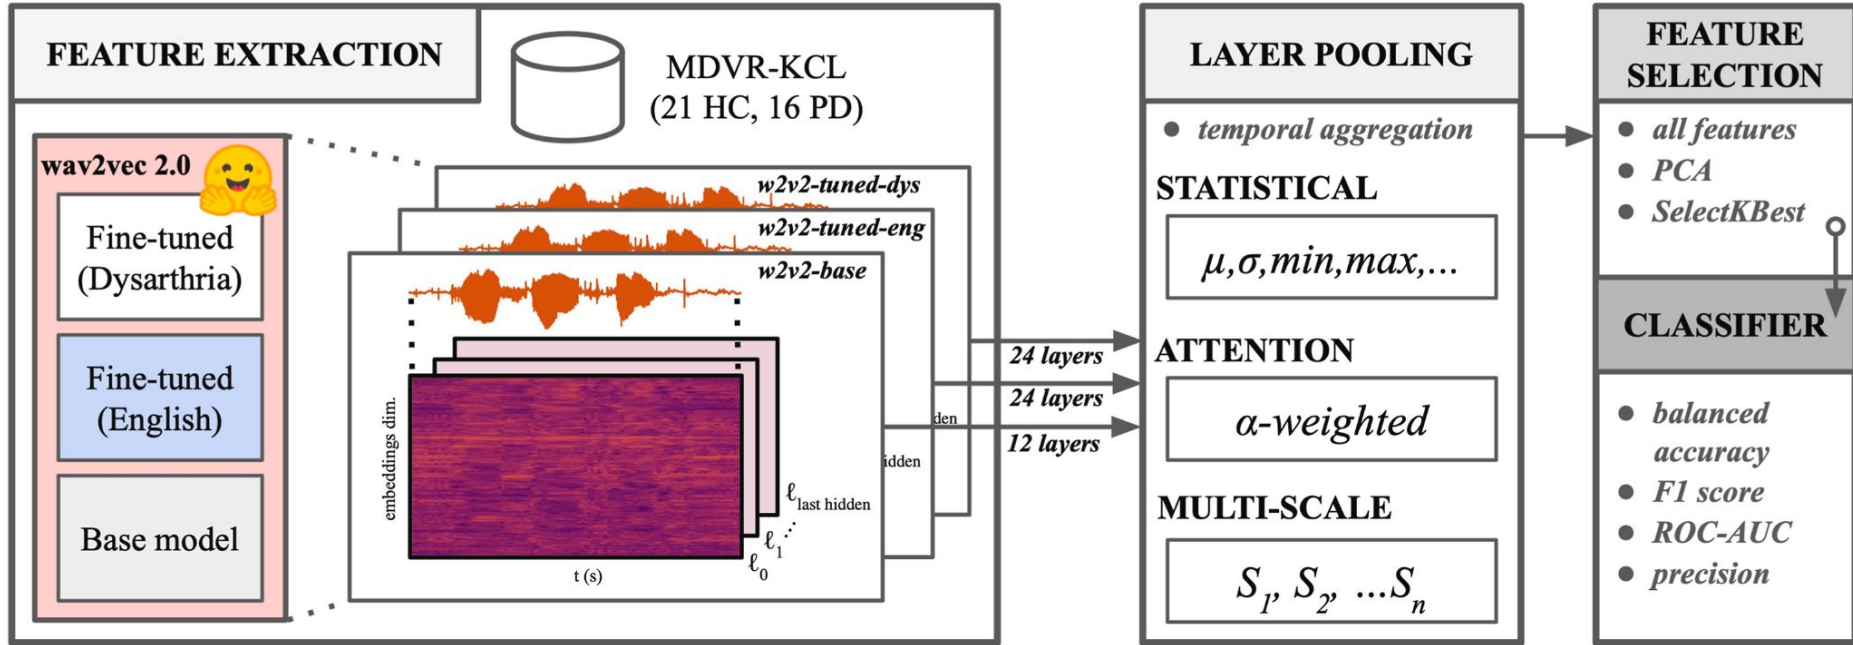 FEATURE EXTRACTION
MDVR-KCL
(21 HC, 16 PD)
wav2vec 2.0
Fine-tuned
(Dysarthria)
Fine-tuned
(English)
Base model
w2v2-tuned-dys
w2v2-tuned-eng
w2v2-base
embeddings dim.
t (s)
ℓ0
ℓ1
...
ℓlast hidden
idden
den
24 layers
24 layers
12 layers
LAYER POOLING
• temporal aggregation
STATISTICAL
μ,σ,min,max,...
ATTENTION
α-weighted
MULTI-SCALE
S1, S2, ...Sn
FEATURE
SELECTION
• all features
• PCA
• SelectKBest
CLASSIFIER
• balanced
accuracy
• F1 score
• ROC-AUC
• precision